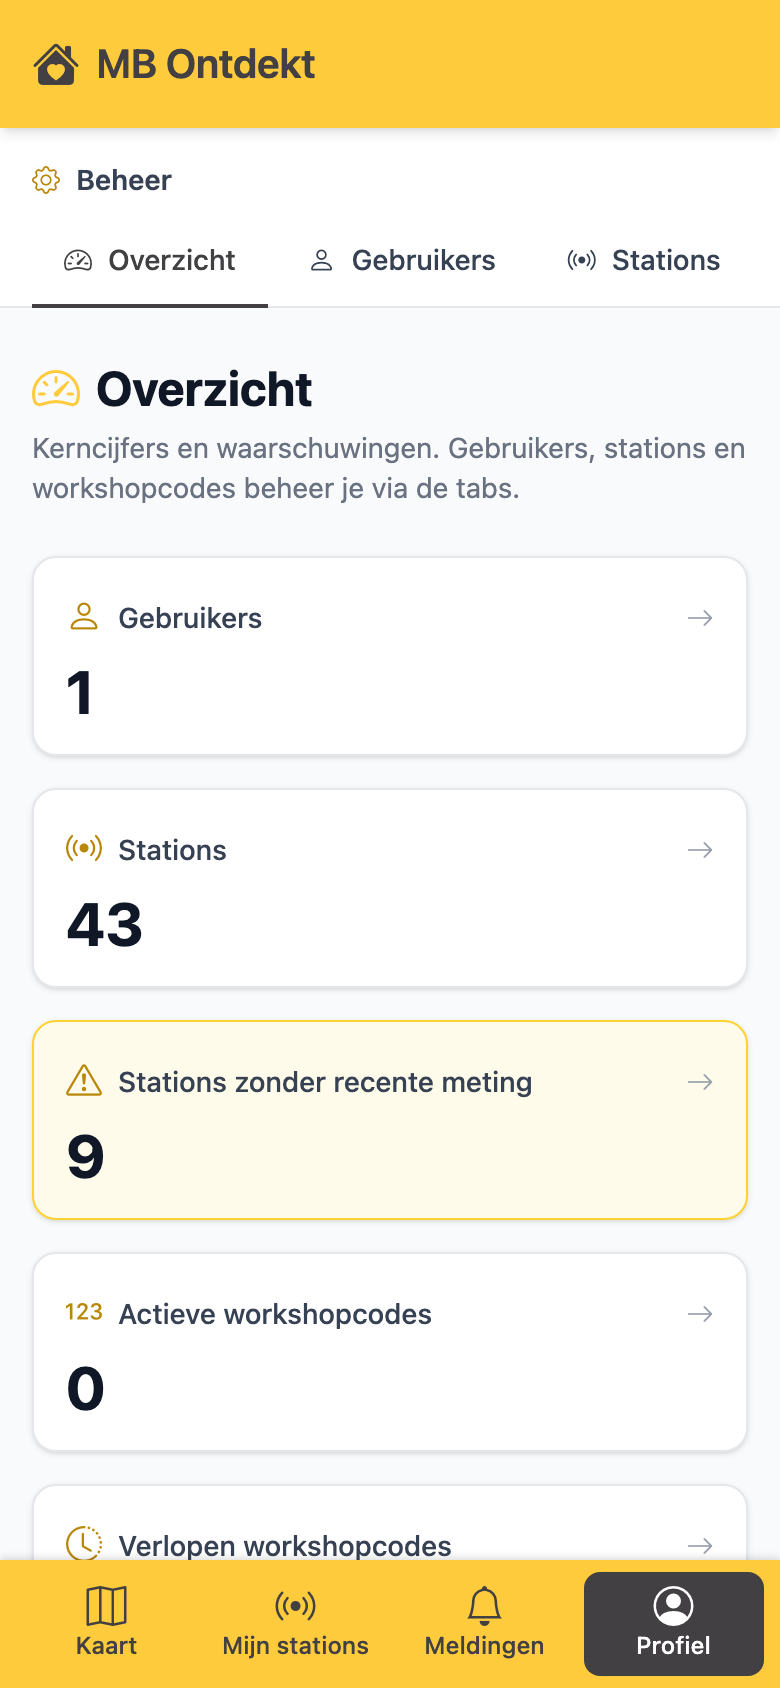 MB Ontdekt
Beheer
Overzicht Gebruikers Stations
Overzicht
Kerncijfers en waarschuwingen. Gebruikers, stations en
workshopcodes beheer je via de tabs.
Gebruikers
1
Stations
43
Stations zonder recente meting
9
123 Actieve workshopcodes
0
Verlopen workshopcodes
Kaart Mijn stations Meldingen Profiel